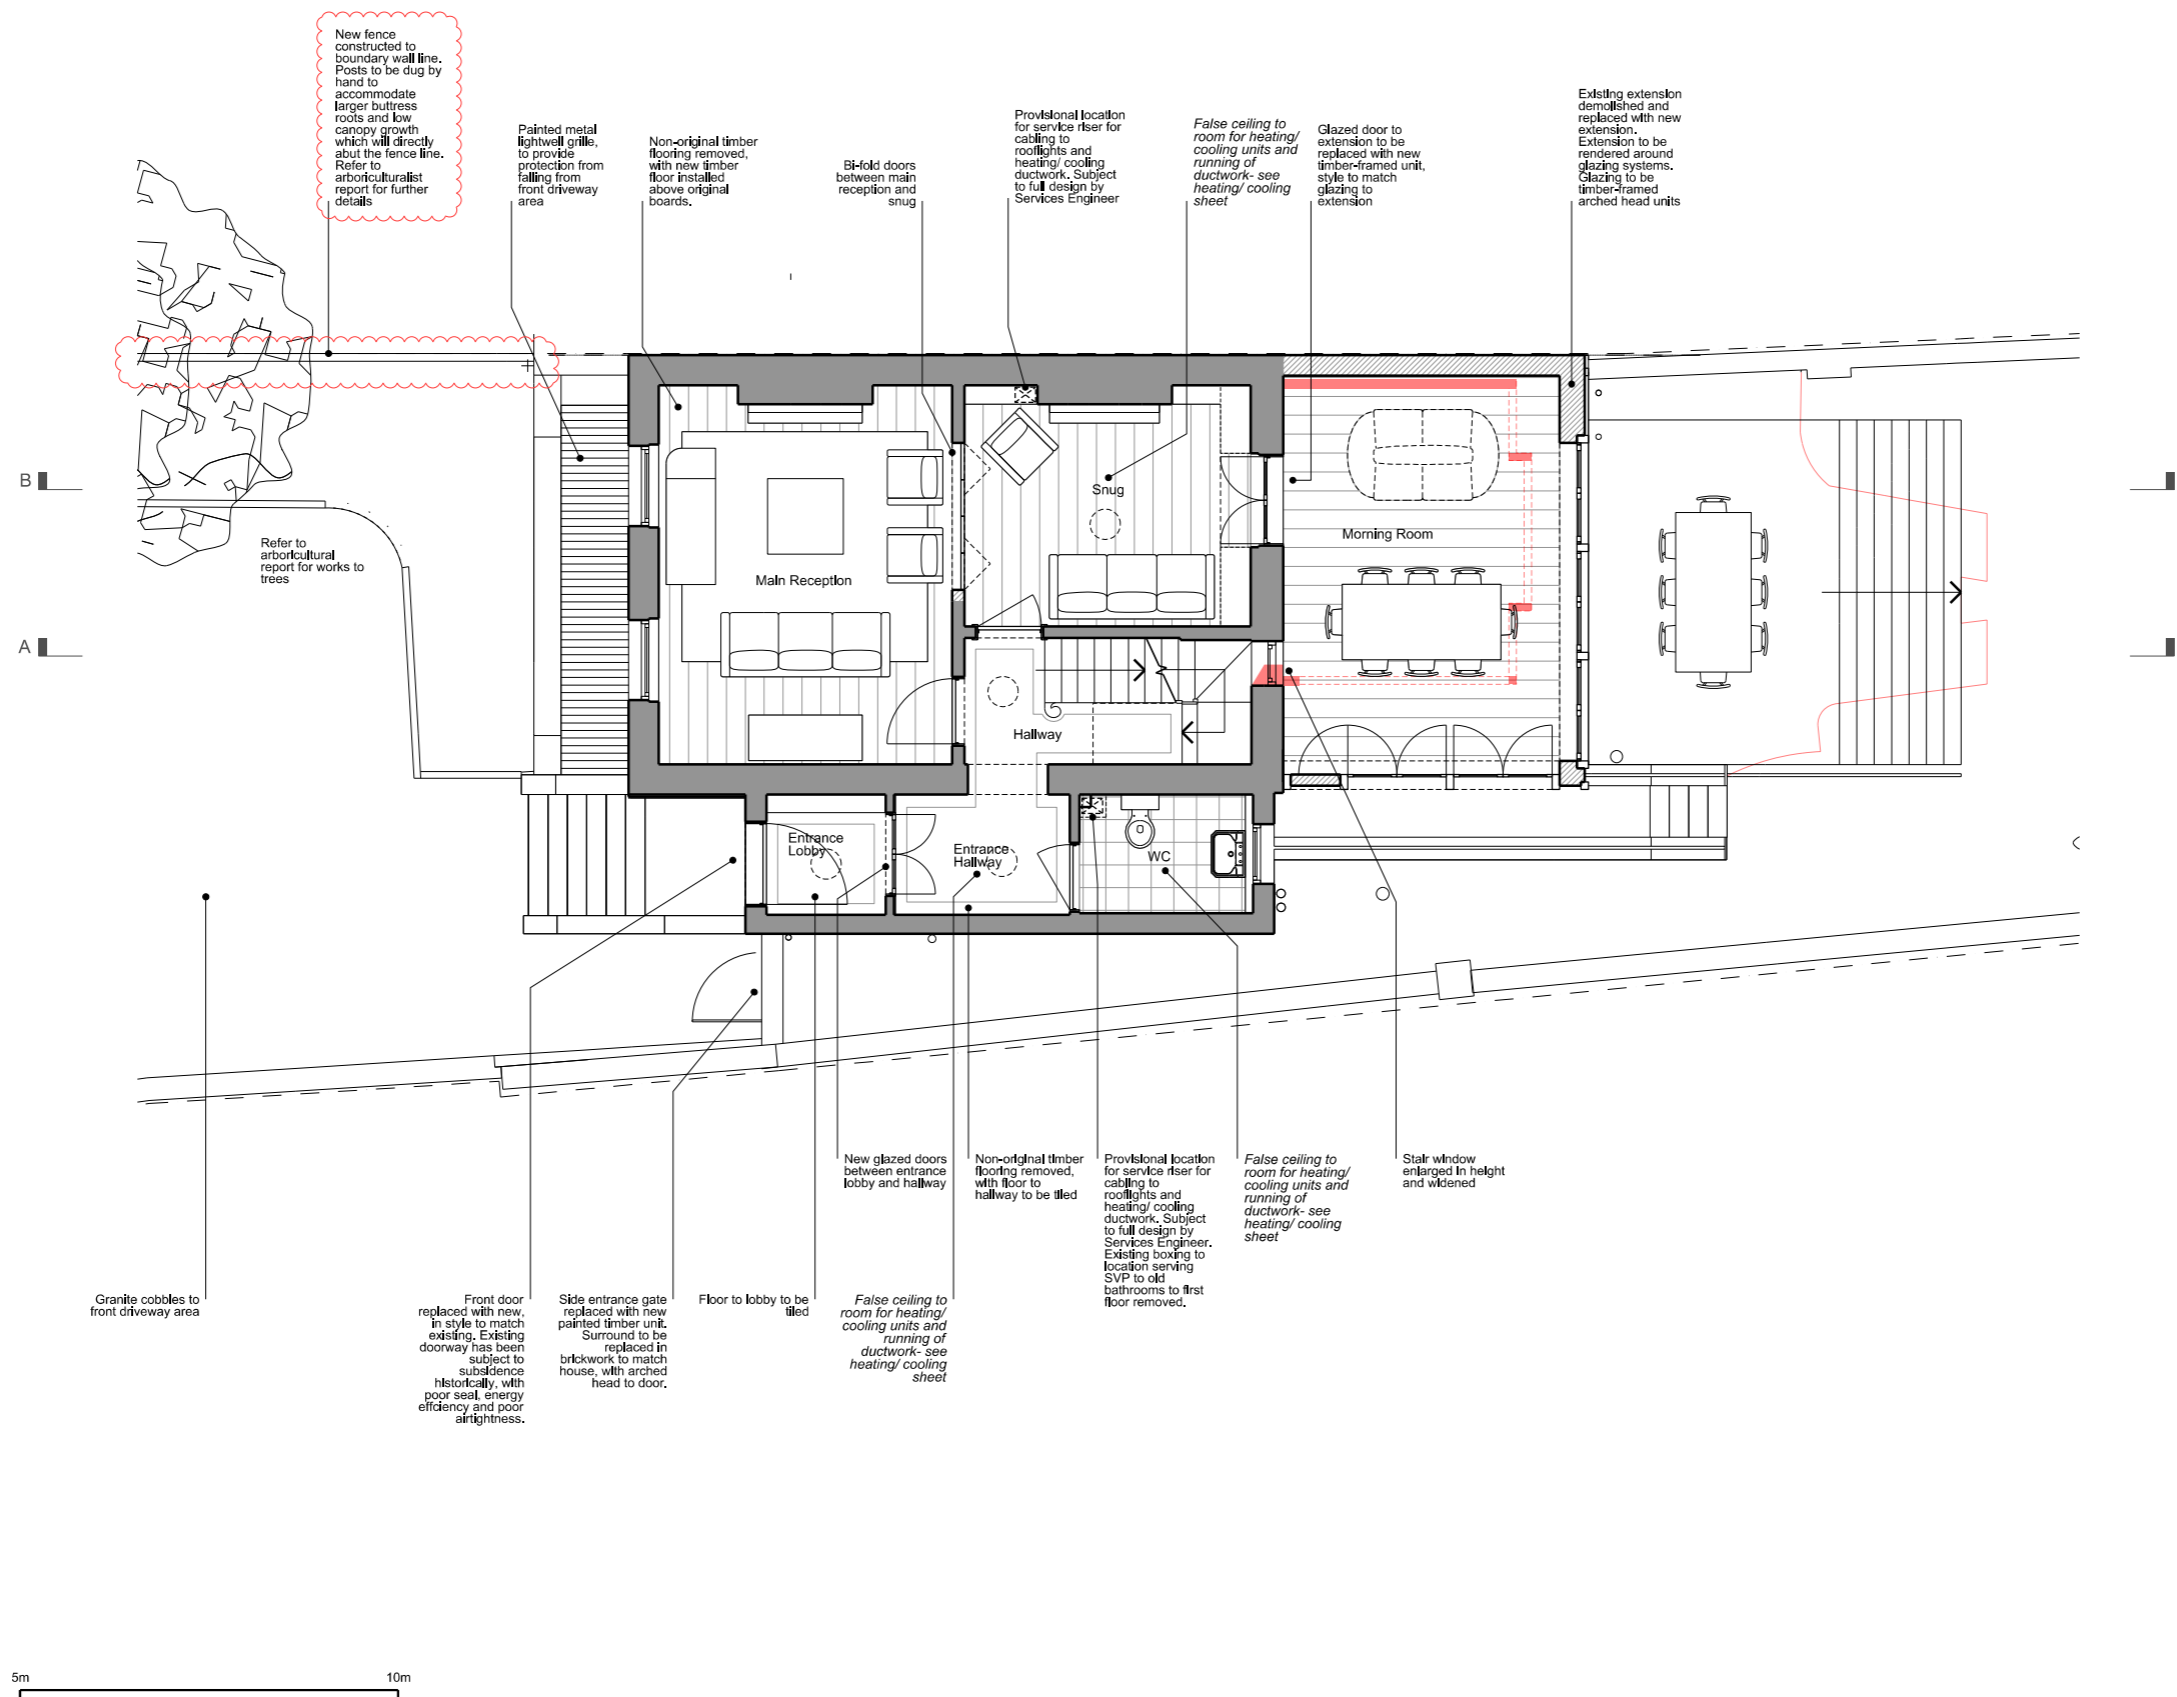 New fence
constructed to
boundary wall line.
Posts to be dug by
hand to
accommodate
larger buttress
roots and low
canopy growth
which will directly
abut the fence line.
Refer to
arboriculturalist
report for further
details
Painted metal
lightwell grille,
to provide
protection from
falling from
front driveway
area
Non-original timber
flooring removed,
with new timber
floor installed
above original
boards.
Bi-fold doors
between main
reception and
snug
Provisional location
for service riser for
cabling to
rooflights and
heating/ cooling
ductwork. Subject
to full design by
Services Engineer
False ceiling to
room for heating/
cooling units and
running of
ductwork- see
heating/ cooling
sheet
Glazed door to
extension to be
replaced with new
timber-framed unit,
style to match
glazing to
extension
Existing extension
demolished and
replaced with new
extension.
Extension to be
rendered around
glazing systems.
Glazing to be
timber-framed
arched head units
B
A
Refer to
arboricultural
report for works to
trees
Main Reception
Snug
Morning Room
Hallway
5
Entrance
Lobby
Entrance
Hallway
WC
New glazed doors
between entrance
lobby and hallway
Non-original timber
flooring removed,
with floor to
hallway to be tiled
Provisional location
for service riser for
cabling to
rooflights and
heating/ cooling
ductwork. Subject
to full design by
Services Engineer.
Existing boxing to
location serving
SVP to old
bathrooms to first
floor removed.
False ceiling to
room for heating/
cooling units and
running of
ductwork- see
heating/ cooling
sheet
Stair window
enlarged in height
and widened
Granite cobbles to
front driveway area
Front door
replaced with new,
in style to match
existing. Existing
doorway has been
subject to
subsidence
historically, with
poor seal, energy
effciency and poor
airtightness.
Side entrance gate
replaced with new
painted timber unit.
Surround to be
replaced in
brickwork to match
house, with arched
head to door.
Floor to lobby to be
tiled
False ceiling to
room for heating/
cooling units and
running of
ductwork- see
heating/ cooling
sheet
5m
10m